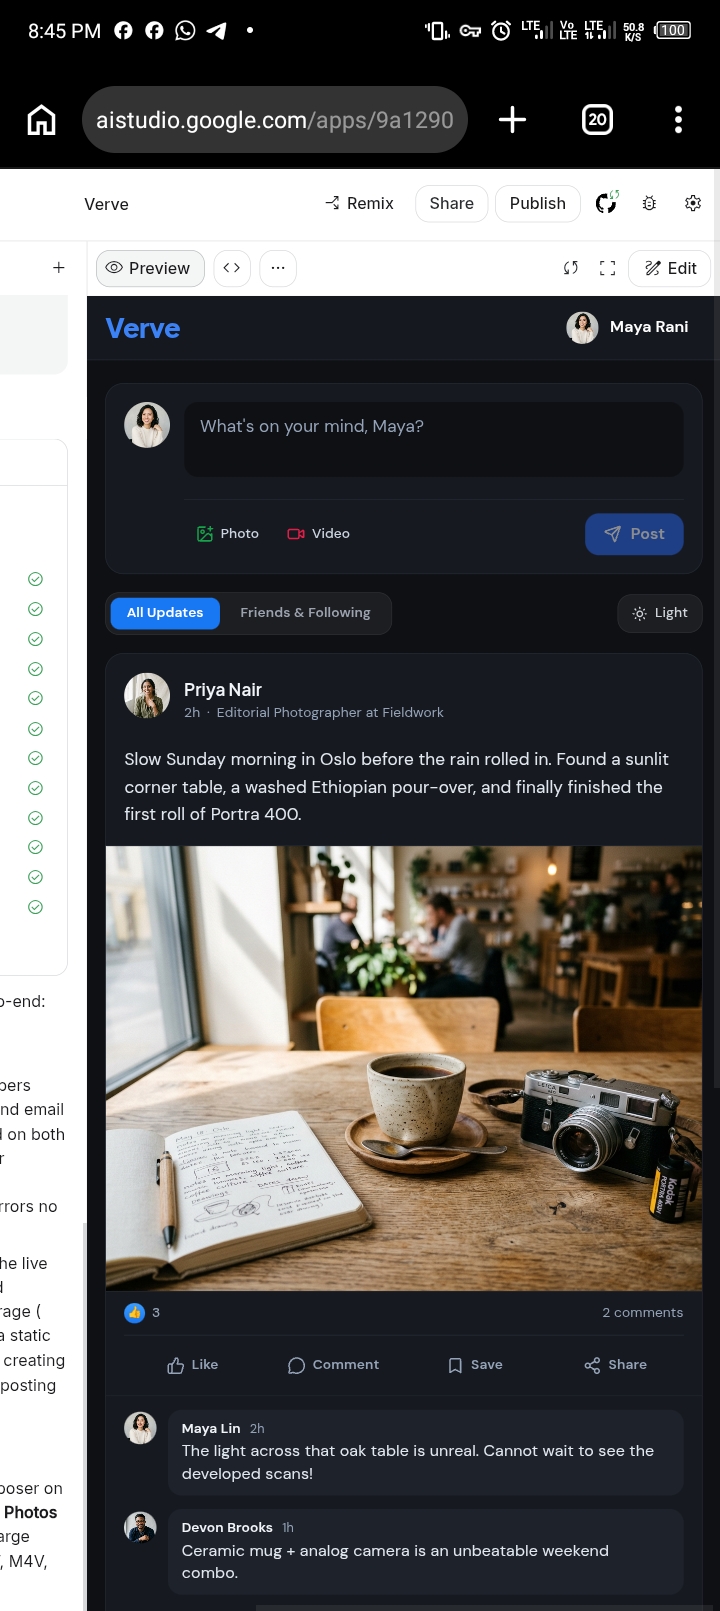 8:45 PM
LTE
Vo LTE
LTE
50.8 K/S
100
aistudio.google.com/apps/9a1290
20
Verve
Remix
Share
Publish
Preview
Edit
Verve
Maya Rani
What's on your mind, Maya?
Photo
Video
Post
All Updates
Friends & Following
Light
Priya Nair
2h · Editorial Photographer at Fieldwork
Slow Sunday morning in Oslo before the rain rolled in. Found a sunlit
corner table, a washed Ethiopian pour-over, and finally finished the
first roll of Portra 400.
LEICA
Kodak
PORTRA 400
3
2 comments
Like
Comment
Save
Share
Maya Lin 2h
The light across that oak table is unreal. Cannot wait to see the
developed scans!
Devon Brooks 1h
Ceramic mug + analog camera is an unbeatable weekend
combo.
o-end:
bers
nd email
d on both
r
rrors no
he live
d
rage (
a static
creating
posting
poser on
Photos
arge
, M4V,